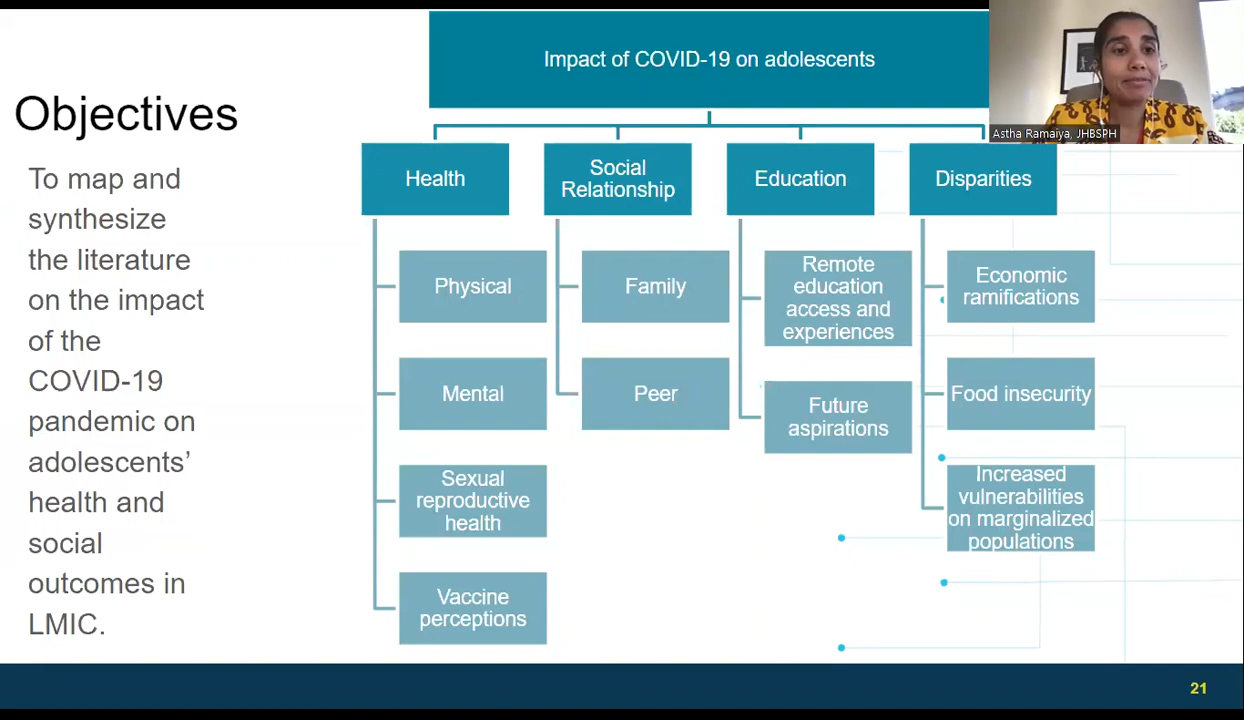 Impact of COVID-19 on adolescents
Astha Ramaiya, JHBSPH
Objectives
To map and
synthesize
the literature
on the impact
of the
COVID-19
pandemic on
adolescents’
health and
social
outcomes in
LMIC.
Health
Physical
Mental
Sexual
reproductive
health
Vaccine
perceptions
Social
Relationship
Family
Peer
Education
Remote
education
access and
experiences
Future
aspirations
Disparities
Economic
ramifications
Food insecurity
Increased
vulnerabilities
on marginalized
populations
21